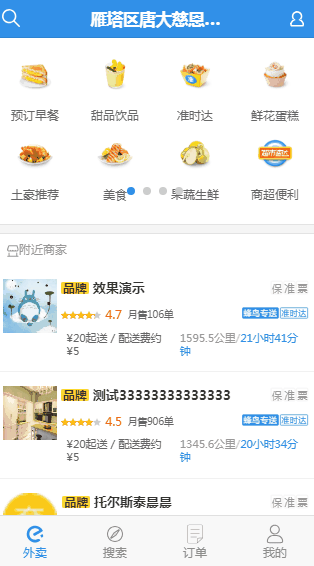 雁塔区唐大慈恩...
预订早餐 甜品饮品 准时达 鲜花蛋糕
土豪推荐 美食 果蔬生鲜 商超便利
附近商家
品牌 效果演示 保 准 票
4.7 月售106单 蜂鸟专送 准时达
¥20起送 / 配送费约¥5 1595.5公里/21小时41分钟
品牌 测试33333333333333 保 准 票
4.5 月售906单 蜂鸟专送 准时达
¥20起送 / 配送费约¥5 1345.6公里/20小时34分钟
品牌 托尔斯泰晨晨 保 准 票
外卖 搜索 订单 我的